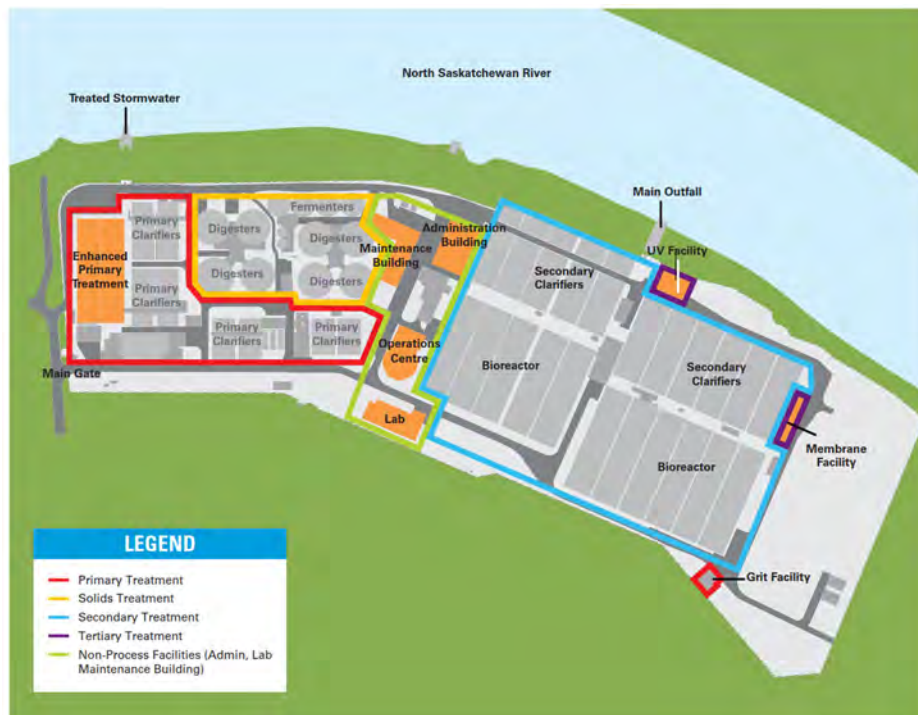 North Saskatchewan River
Treated Stormwater
Main Outfall
Fermenters
Primary
Clarifiers
Digesters
Digesters
Administration
Building
UV Facility
Maintenance
Building
Enhanced
Primary
Treatment
Digesters
Digesters
Secondary
Clarifiers
Primary
Clarifiers
Primary
Clarifiers
Primary
Clarifiers
Operations
Centre
Bioreactor
Secondary
Clarifiers
Main Gate
Lab
Membrane
Facility
Bioreactor
Grit Facility
LEGEND
Primary Treatment
Solids Treatment
Secondary Treatment
Tertiary Treatment
Non-Process Facilities (Admin, Lab
Maintenance Building)